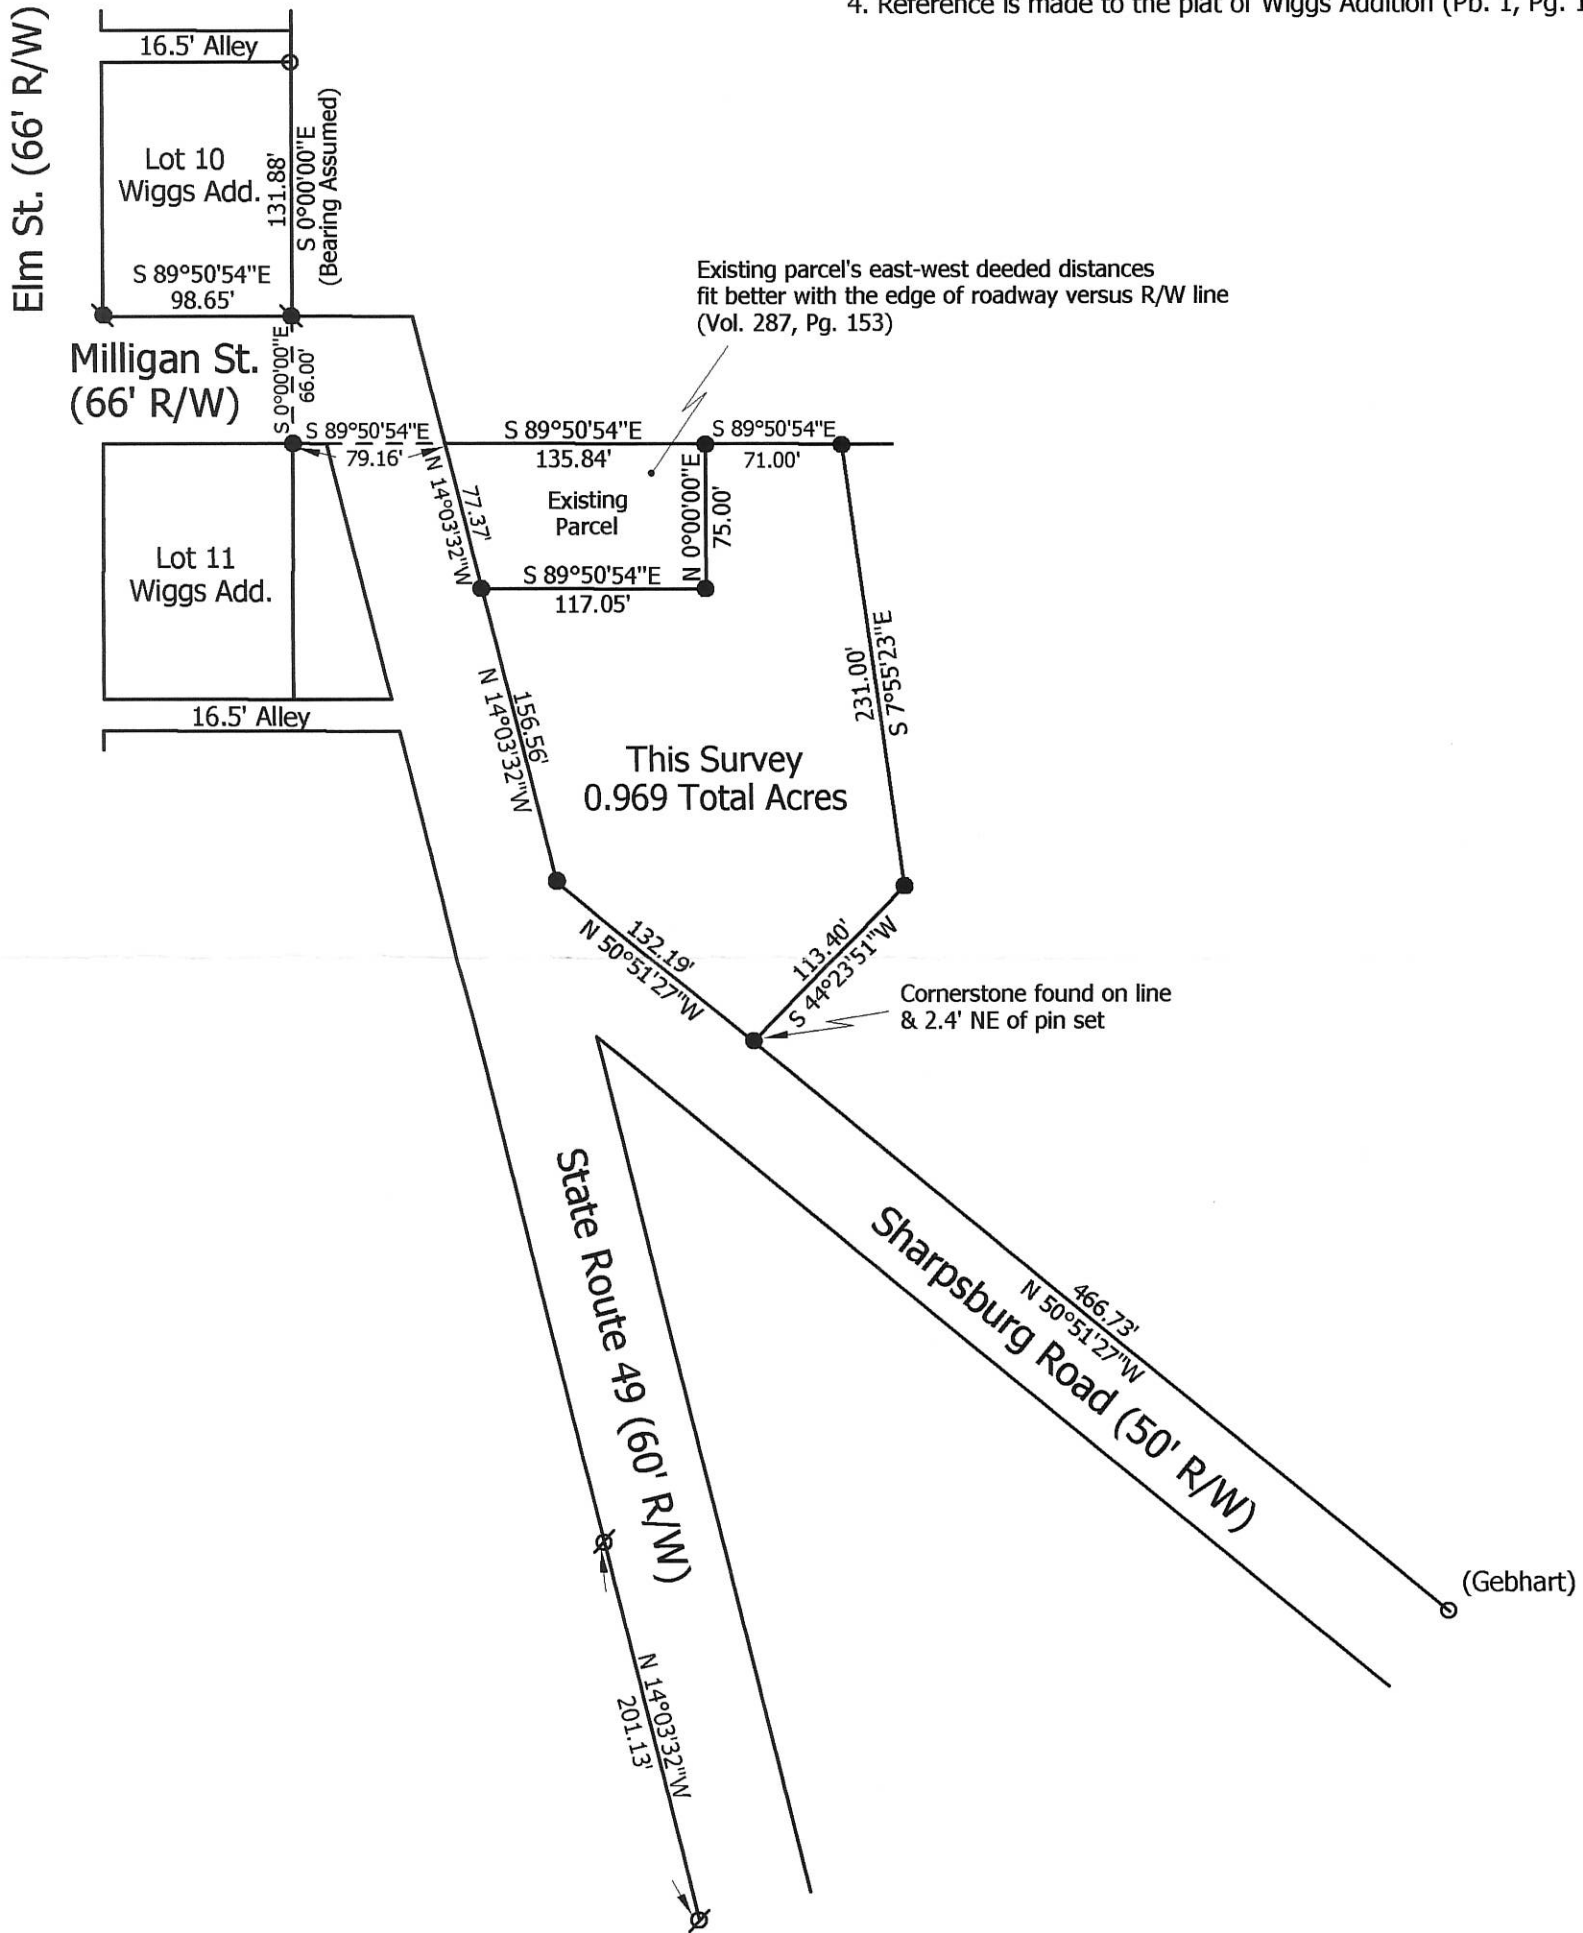 4. Reference is made to the plat of Wiggs Addition (Pb. 1, Pg. 1
Elm St. (66' R/W)
16.5' Alley
Lot 10
Wiggs Add.
131.88'
S 0°00'00"E
(Bearing Assumed)
S 89°50'54"E
98.65'
Existing parcel's east-west deeded distances
fit better with the edge of roadway versus R/W line
(Vol. 287, Pg. 153)
Milligan St.
(66' R/W)
S 0°00'00"E
66.00'
S 89°50'54"E
79.16'
S 89°50'54"E
135.84'
S 89°50'54"E
71.00'
77.37'
N 14°03'32"W
Existing
Parcel
N 0°00'00"E
75.00'
S 89°50'54"E
117.05'
Lot 11
Wiggs Add.
16.5' Alley
156.56'
N 14°03'32"W
231.00'
S 7°55'23"E
This Survey
0.969 Total Acres
132.19'
N 50°51'27"W
113.40'
S 44°23'51"W
Cornerstone found on line
& 2.4' NE of pin set
State Route 49 (60' R/W)
Sharpsburg Road (50' R/W)
466.73'
N 50°51'27"W
(Gebhart)
N 14°03'32"W
201.13'